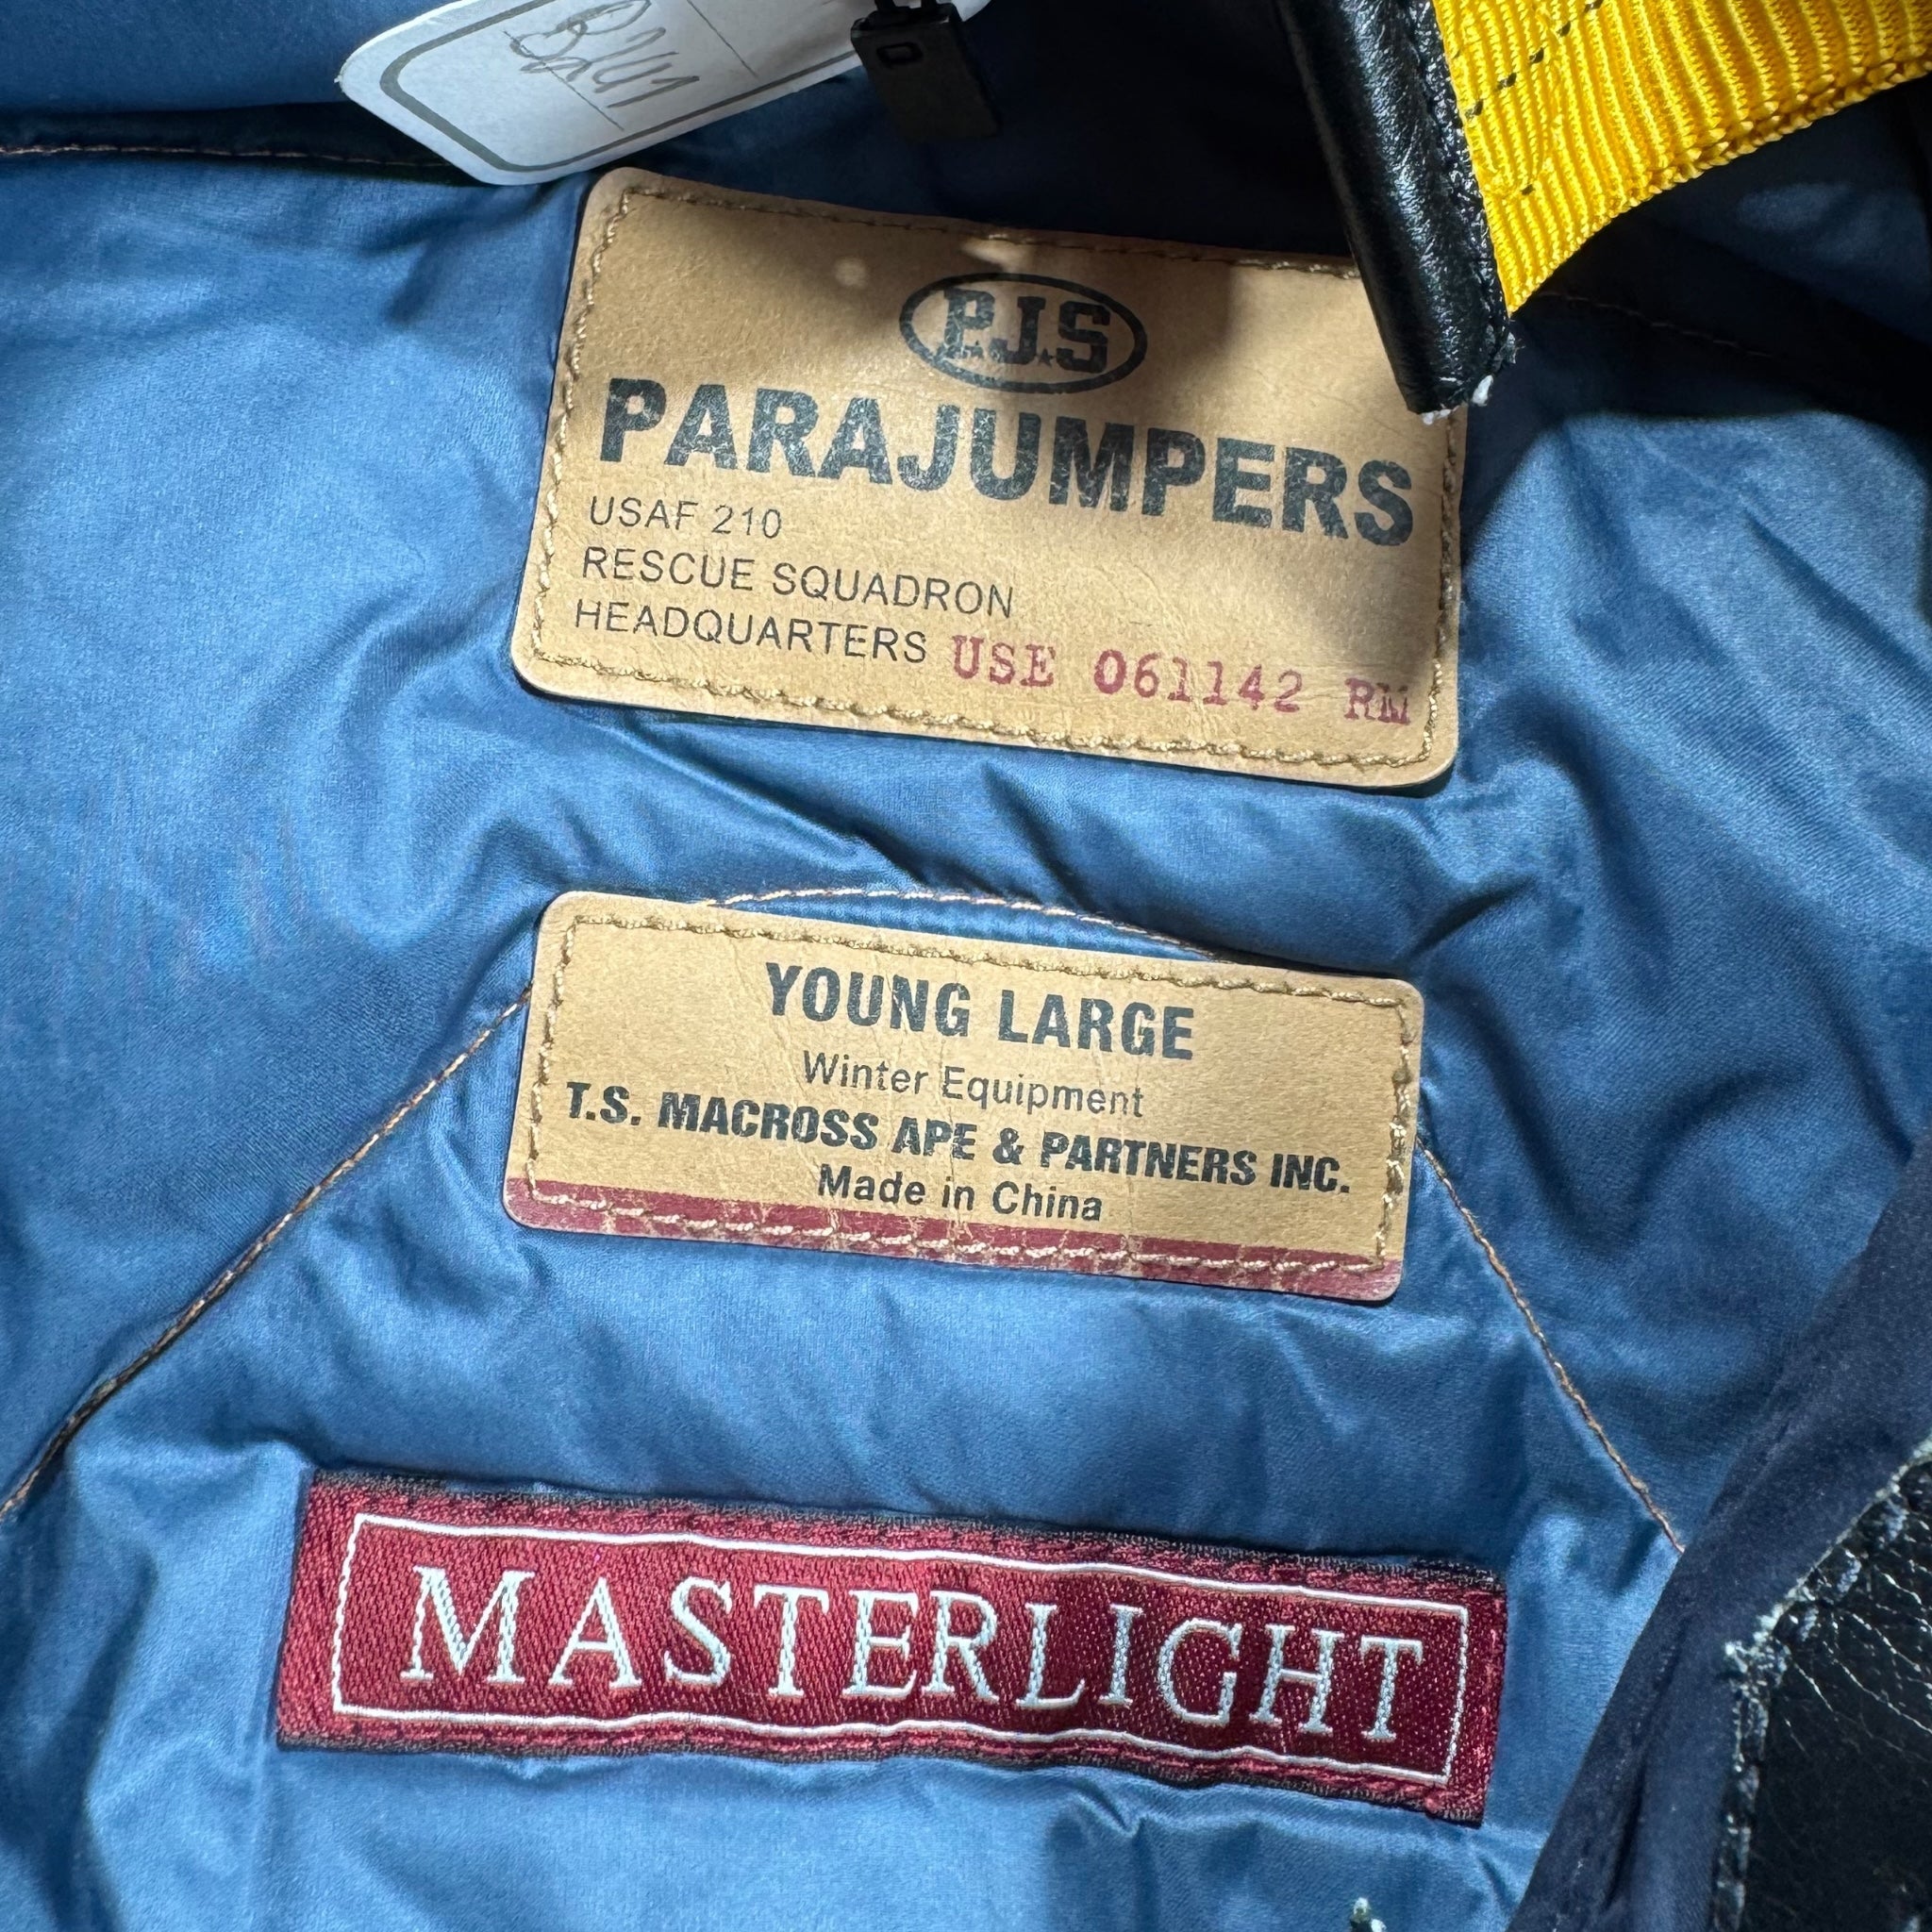 P.J.S
PARAJUMPERS
USAF 210
RESCUE SQUADRON
HEADQUARTERS USE 061142 RM
YOUNG LARGE
Winter Equipment
T.S. MACROSS APE & PARTNERS INC.
Made in China
MASTERLIGHT